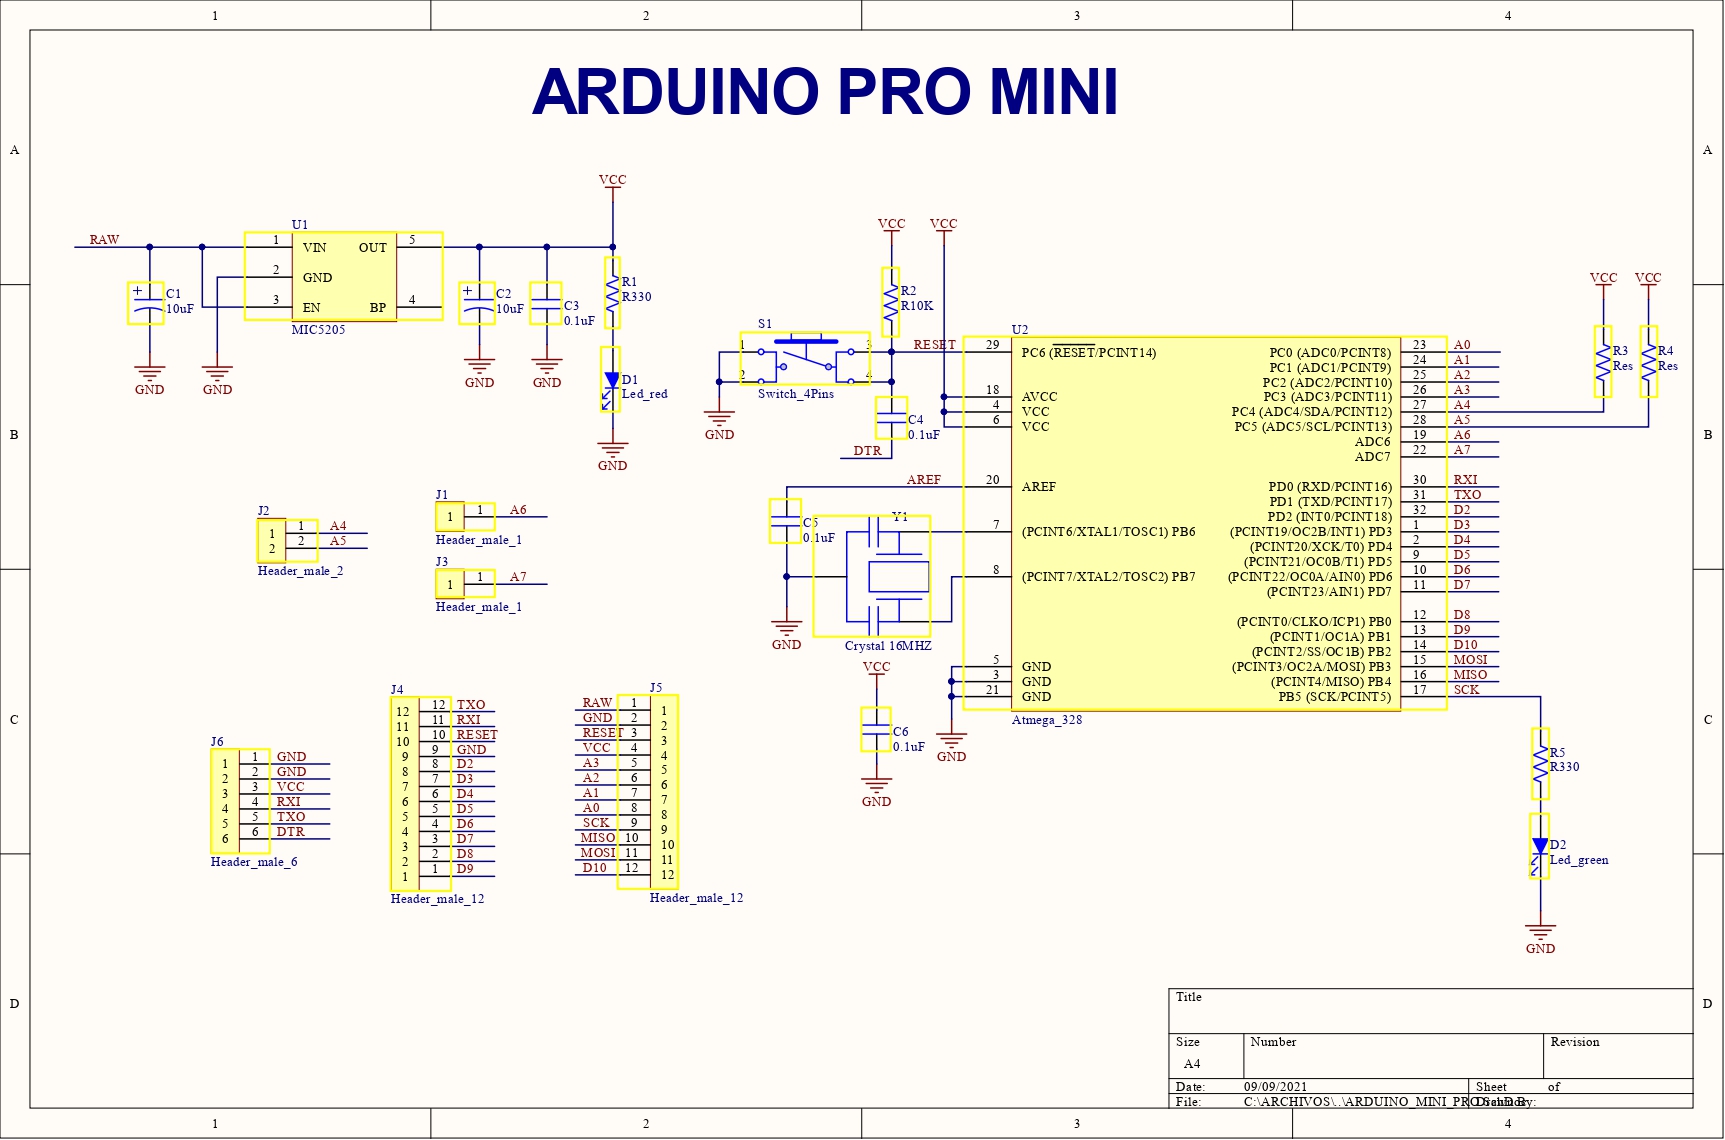 1 2 3 4
ARDUINO PRO MINI
A A
VCC
RAW
U1
1 VIN OUT 5
2 GND
3 EN BP 4
MIC5205
C1
10uF
GND
GND
C2
10uF
GND
C3
0.1uF
GND
R1
R330
D1
Led_red
GND
VCC VCC
R2
R10K
S1
1 3
2 4
Switch_4Pins
GND
RESET
C4
0.1uF
DTR
AREF
C5
0.1uF
GND
Y1
Crystal 16MHZ
VCC
C6
0.1uF
GND
U2
29 PC6 (RESET/PCINT14)
18 AVCC
4 VCC
6 VCC
20 AREF
7 (PCINT6/XTAL1/TOSC1) PB6
8 (PCINT7/XTAL2/TOSC2) PB7
5 GND
3 GND
21 GND
GND
PC0 (ADC0/PCINT8) 23 A0
PC1 (ADC1/PCINT9) 24 A1
PC2 (ADC2/PCINT10) 25 A2
PC3 (ADC3/PCINT11) 26 A3
PC4 (ADC4/SDA/PCINT12) 27 A4
PC5 (ADC5/SCL/PCINT13) 28 A5
ADC6 19 A6
ADC7 22 A7
PD0 (RXD/PCINT16) 30 RXI
PD1 (TXD/PCINT17) 31 TXO
PD2 (INT0/PCINT18) 32 D2
(PCINT19/OC2B/INT1) PD3 1 D3
(PCINT20/XCK/T0) PD4 2 D4
(PCINT21/OC0B/T1) PD5 9 D5
(PCINT22/OC0A/AIN0) PD6 10 D6
(PCINT23/AIN1) PD7 11 D7
(PCINT0/CLKO/ICP1) PB0 12 D8
(PCINT1/OC1A) PB1 13 D9
(PCINT2/SS/OC1B) PB2 14 D10
(PCINT3/OC2A/MOSI) PB3 15 MOSI
(PCINT4/MISO) PB4 16 MISO
PB5 (SCK/PCINT5) 17 SCK
Atmega_328
VCC VCC
R3
Res
R4
Res
R5
R330
D2
Led_green
GND
B B
J2
1 1 A4
2 2 A5
Header_male_2
J1
1 1 A6
Header_male_1
J3
1 1 A7
Header_male_1
C C
J6
1 1 GND
2 2 GND
3 3 VCC
4 4 RXI
5 5 TXO
6 6 DTR
Header_male_6
J4
12 12 TXO
11 11 RXI
10 10 RESET
9 9 GND
8 8 D2
7 7 D3
6 6 D4
5 5 D5
4 4 D6
3 3 D7
2 2 D8
1 1 D9
Header_male_12
J5
RAW 1 1
GND 2 2
RESET 3 3
VCC 4 4
A3 5 5
A2 6 6
A1 7 7
A0 8 8
SCK 9 9
MISO 10 10
MOSI 11 11
D10 12 12
Header_male_12
D D
Title
Size Number Revision
A4
Date: 09/09/2021 Sheet of
File: C:\ARCHIVOS\..\ARDUINO_MINI_PRO.SchDoc By:
1 2 3 4